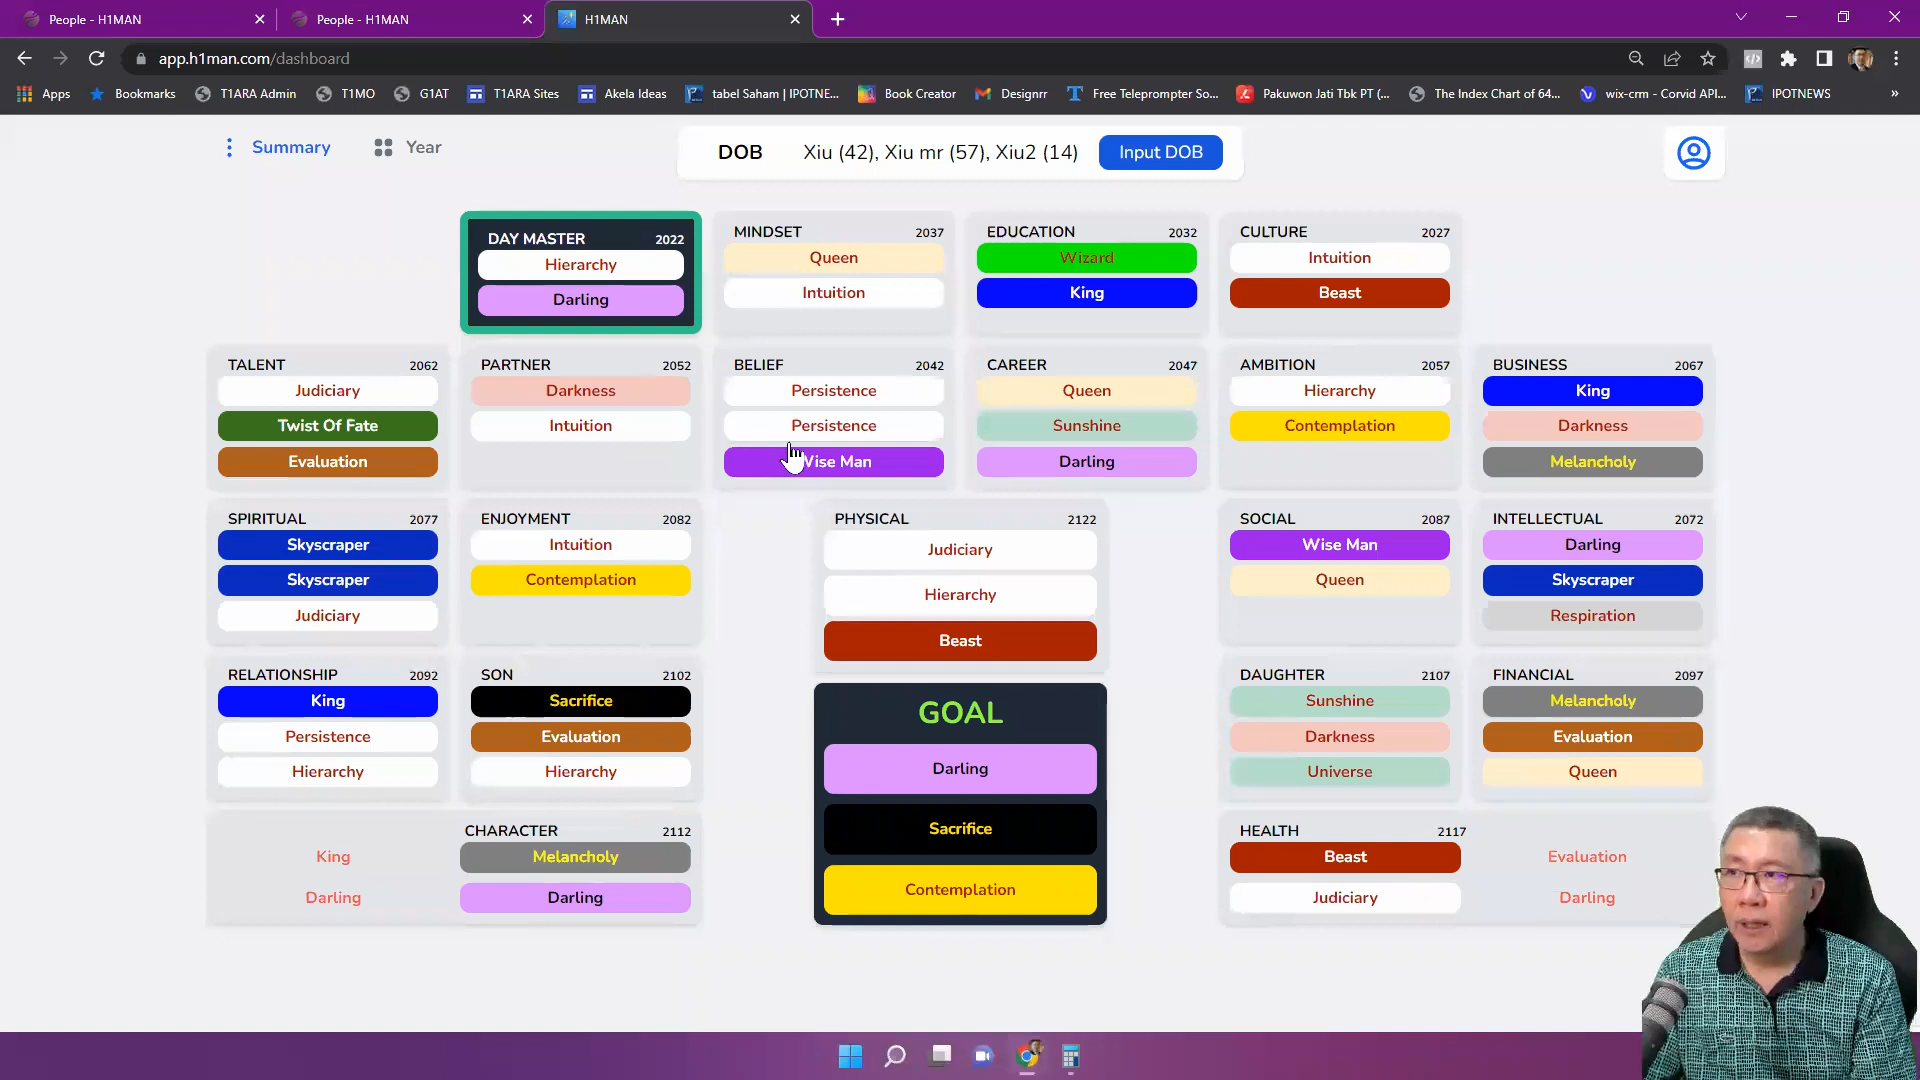 People - H1MAN
People - H1MAN
H1MAN
app.h1man.com/dashboard
Apps
Bookmarks
T1ARA Admin
T1MO
G1AT
T1ARA Sites
Akela Ideas
tabel Saham | IPOTNE...
Book Creator
Designrr
Free Teleprompter So...
Pakuwon Jati Tbk PT (...
The Index Chart of 64...
wix-crm - Corvid API...
IPOTNEWS
»
Summary
Year
DOB
Xiu (42), Xiu mr (57), Xiu2 (14)
Input DOB
DAY MASTER 2022
Hierarchy
Darling
MINDSET 2037
Queen
Intuition
EDUCATION 2032
Wizard
King
CULTURE 2027
Intuition
Beast
TALENT 2062
Judiciary
Twist Of Fate
Evaluation
PARTNER 2052
Darkness
Intuition
BELIEF 2042
Persistence
Persistence
Wise Man
CAREER 2047
Queen
Sunshine
Darling
AMBITION 2057
Hierarchy
Contemplation
BUSINESS 2067
King
Darkness
Melancholy
SPIRITUAL 2077
Skyscraper
Skyscraper
Judiciary
ENJOYMENT 2082
Intuition
Contemplation
PHYSICAL 2122
Judiciary
Hierarchy
Beast
SOCIAL 2087
Wise Man
Queen
INTELLECTUAL 2072
Darling
Skyscraper
Respiration
RELATIONSHIP 2092
King
Persistence
Hierarchy
SON 2102
Sacrifice
Evaluation
Hierarchy
GOAL
Darling
Sacrifice
Contemplation
DAUGHTER 2107
Sunshine
Darkness
Universe
FINANCIAL 2097
Melancholy
Evaluation
Queen
CHARACTER 2112
King
Melancholy
Darling
Darling
HEALTH 2117
Beast
Evaluation
Judiciary
Darling